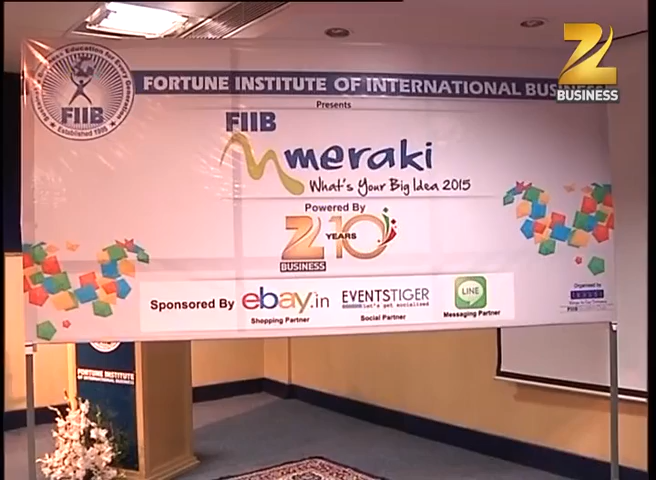 FORTUNE INSTITUTE OF INTERNATIONAL BUS
FIIB
Established 1995
Presents
FIIB
meraki
What's Your Big Idea 2015
Powered By
Z 10
YEARS
BUSINESS
Sponsored By
ebay.in
Shopping Partner
EVENTSTIGER
Let's get socialized
Social Partner
LINE
Messaging Partner
Organised by
Z
BUSINESS
FORTUNE INSTITUTE